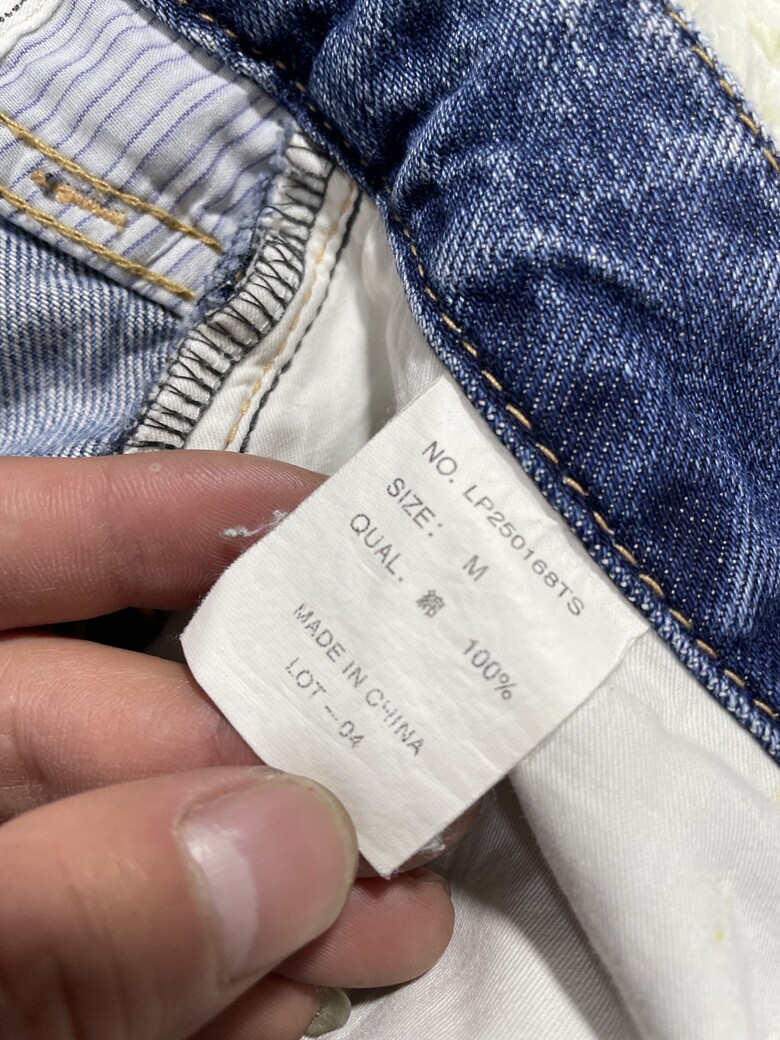 NO. LP250168TS
SIZE: M
QUAL. 綿 100%
MADE IN CHINA
LOT -04